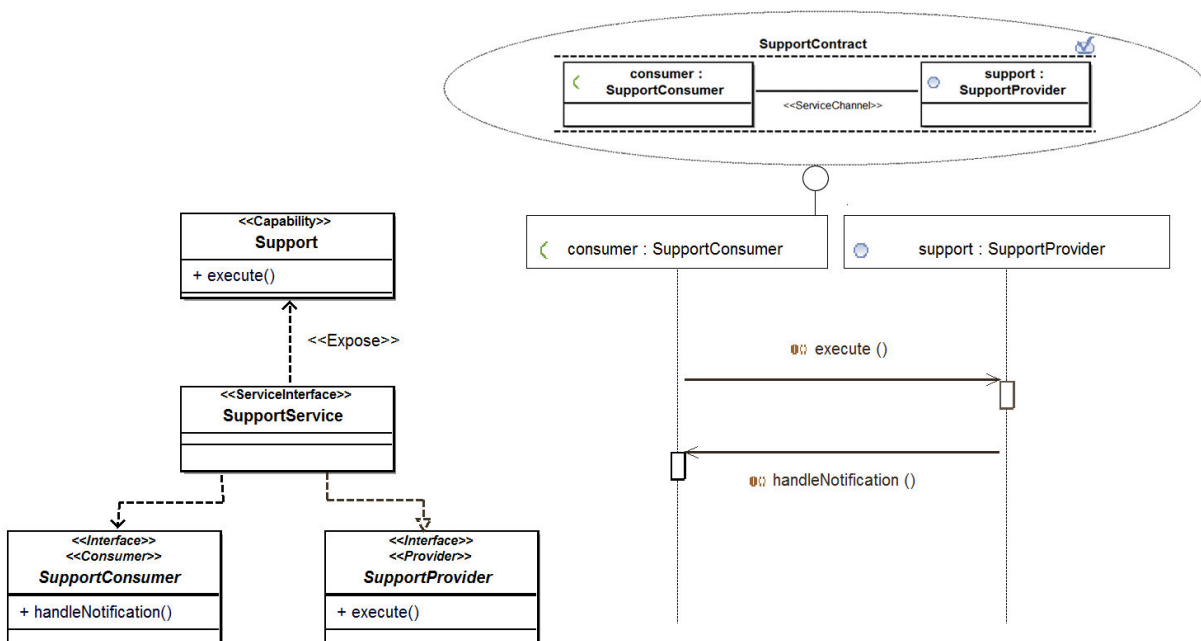 SupportContract
consumer :
SupportConsumer
<<ServiceChannel>>
support :
SupportProvider
consumer : SupportConsumer
support : SupportProvider
execute ()
handleNotification ()
<<Capability>>
Support
+ execute()
<<Expose>>
<<ServiceInterface>>
SupportService
<<Interface>>
<<Consumer>>
SupportConsumer
+ handleNotification()
<<Interface>>
<<Provider>>
SupportProvider
+ execute()